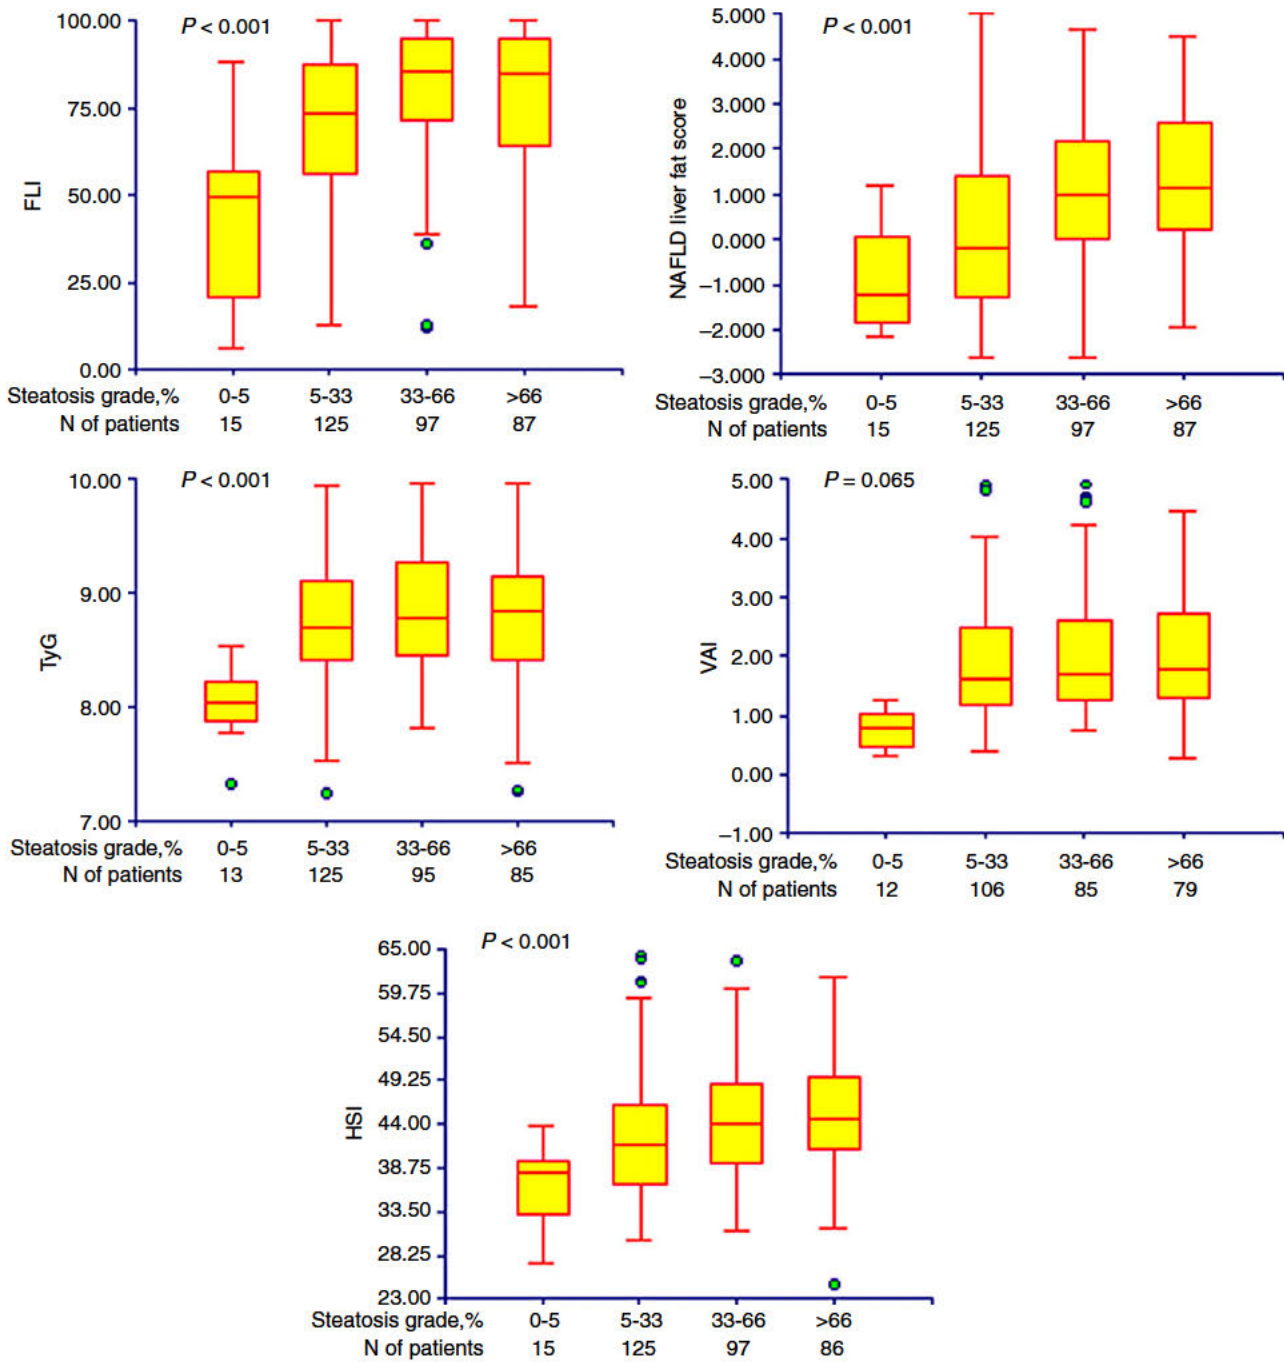 P < 0.001
100.00
75.00
50.00
25.00
0.00
FLI
Steatosis grade,% 0-5 5-33 33-66 >66
N of patients 15 125 97 87
P < 0.001
5.000
4.000
3.000
2.000
1.000
0.000
–1.000
–2.000
–3.000
NAFLD liver fat score
Steatosis grade,% 0-5 5-33 33-66 >66
N of patients 15 125 97 87
P < 0.001
10.00
9.00
8.00
7.00
TyG
Steatosis grade,% 0-5 5-33 33-66 >66
N of patients 13 125 95 85
P = 0.065
5.00
4.00
3.00
2.00
1.00
0.00
–1.00
VAI
Steatosis grade,% 0-5 5-33 33-66 >66
N of patients 12 106 85 79
P < 0.001
65.00
59.75
54.50
49.25
44.00
38.75
33.50
28.25
23.00
HSI
Steatosis grade,% 0-5 5-33 33-66 >66
N of patients 15 125 97 86